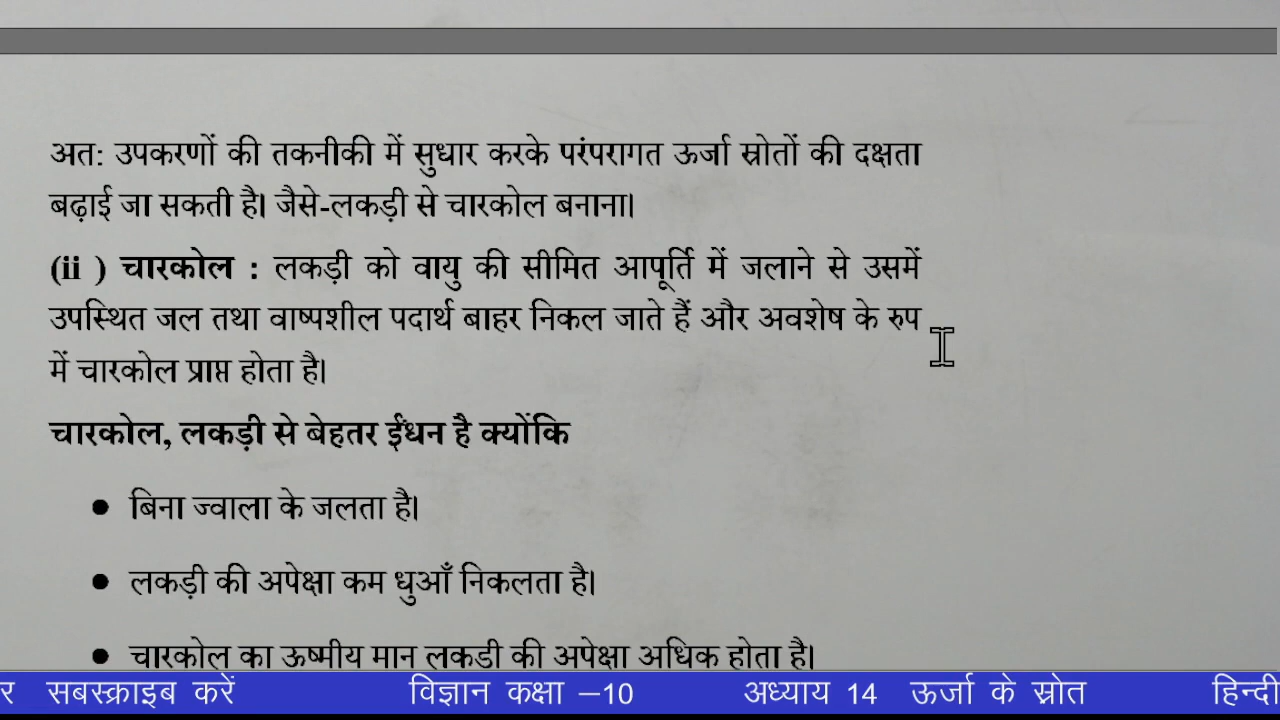 अत: उपकरणों की तकनीकी में सुधार करके परंपरागत ऊर्जा स्रोतों की दक्षता
बढ़ाई जा सकती है। जैसे-लकड़ी से चारकोल बनाना।
(ii ) चारकोल : लकड़ी को वायु की सीमित आपूर्ति में जलाने से उसमें
उपस्थित जल तथा वाष्पशील पदार्थ बाहर निकल जाते हैं और अवशेष के रुप
में चारकोल प्राप्त होता है।
चारकोल, लकड़ी से बेहतर ईंधन है क्योंकि
● बिना ज्वाला के जलता है।
● लकड़ी की अपेक्षा कम धुआँ निकलता है।
● चारकोल का ऊष्मीय मान लकड़ी की अपेक्षा अधिक होता है।
र सबस्क्राइब करें विज्ञान कक्षा –10 अध्याय 14 ऊर्जा के स्रोत हिन्दी